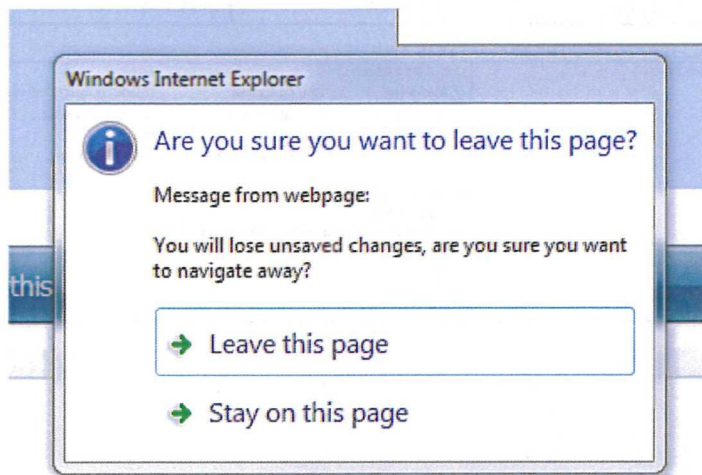 Windows Internet Explorer
Are you sure you want to leave this page?
Message from webpage:
You will lose unsaved changes, are you sure you want
to navigate away?
this
Leave this page
Stay on this page